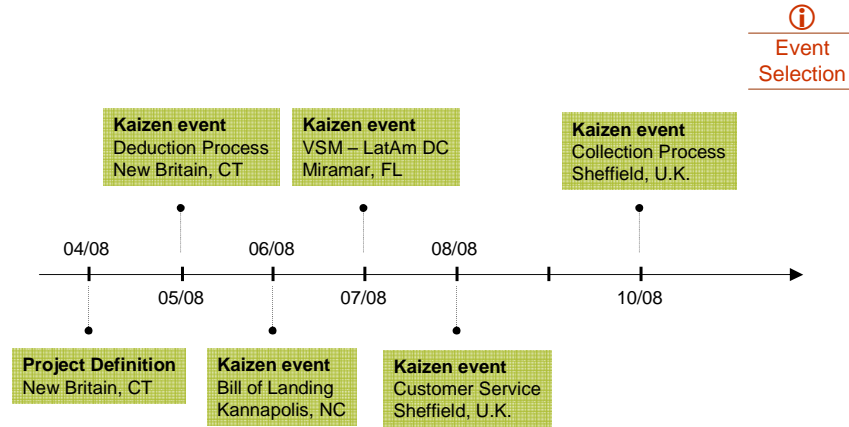 Event
Selection
Kaizen event
Deduction Process
New Britain, CT
Kaizen event
VSM – LatAm DC
Miramar, FL
Kaizen event
Collection Process
Sheffield, U.K.
04/08
06/08
08/08
05/08
07/08
10/08
Project Definition
New Britain, CT
Kaizen event
Bill of Landing
Kannapolis, NC
Kaizen event
Customer Service
Sheffield, U.K.